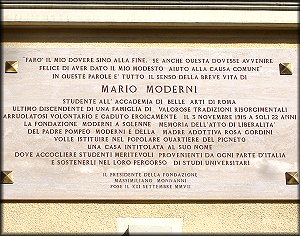 "FARO' IL MIO DOVERE SINO ALLA FINE, SE ANCHE QUESTA DOVESSE AVVENIRE
FELICE DI AVER DATO IL MIO MODESTO AIUTO ALLA CAUSA COMUNE"
IN QUESTE PAROLE E' TUTTO IL SENSO DELLA BREVE VITA DI
MARIO MODERNI
STUDENTE ALL'ACCADEMIA DI BELLE ARTI DI ROMA
ULTIMO DISCENDENTE DI UNA FAMIGLIA DI VALOROSE TRADIZIONI RISORGIMENTALI
ARRUOLATOSI VOLONTARIO E CADUTO EROICAMENTE IL 3 NOVEMBRE 1915 A SOLI 22 ANNI
LA FONDAZIONE MODERNI A SOLENNE MEMORIA DELL'ATTO DI LIBERALITA'
DEL PADRE POMPEO MODERNI E DELLA MADRE ADOTTIVA ROSA GORDINI
VOLLE ISTITUIRE NEL POPOLARE QUARTIERE DEL PIGNETO
UNA CASA INTITOLATA AL SUO NOME
DOVE ACCOGLIERE STUDENTI MERITEVOLI PROVENIENTI DA OGNI PARTE D'ITALIA
E SOSTENERLI NEL LORO PERCORSO DI STUDI UNIVERSITARI
IL PRESIDENTE DELLA FONDAZIONE
MASSIMILIANO MONDANNI
POSE IL XXI SETTEMBRE MMVII